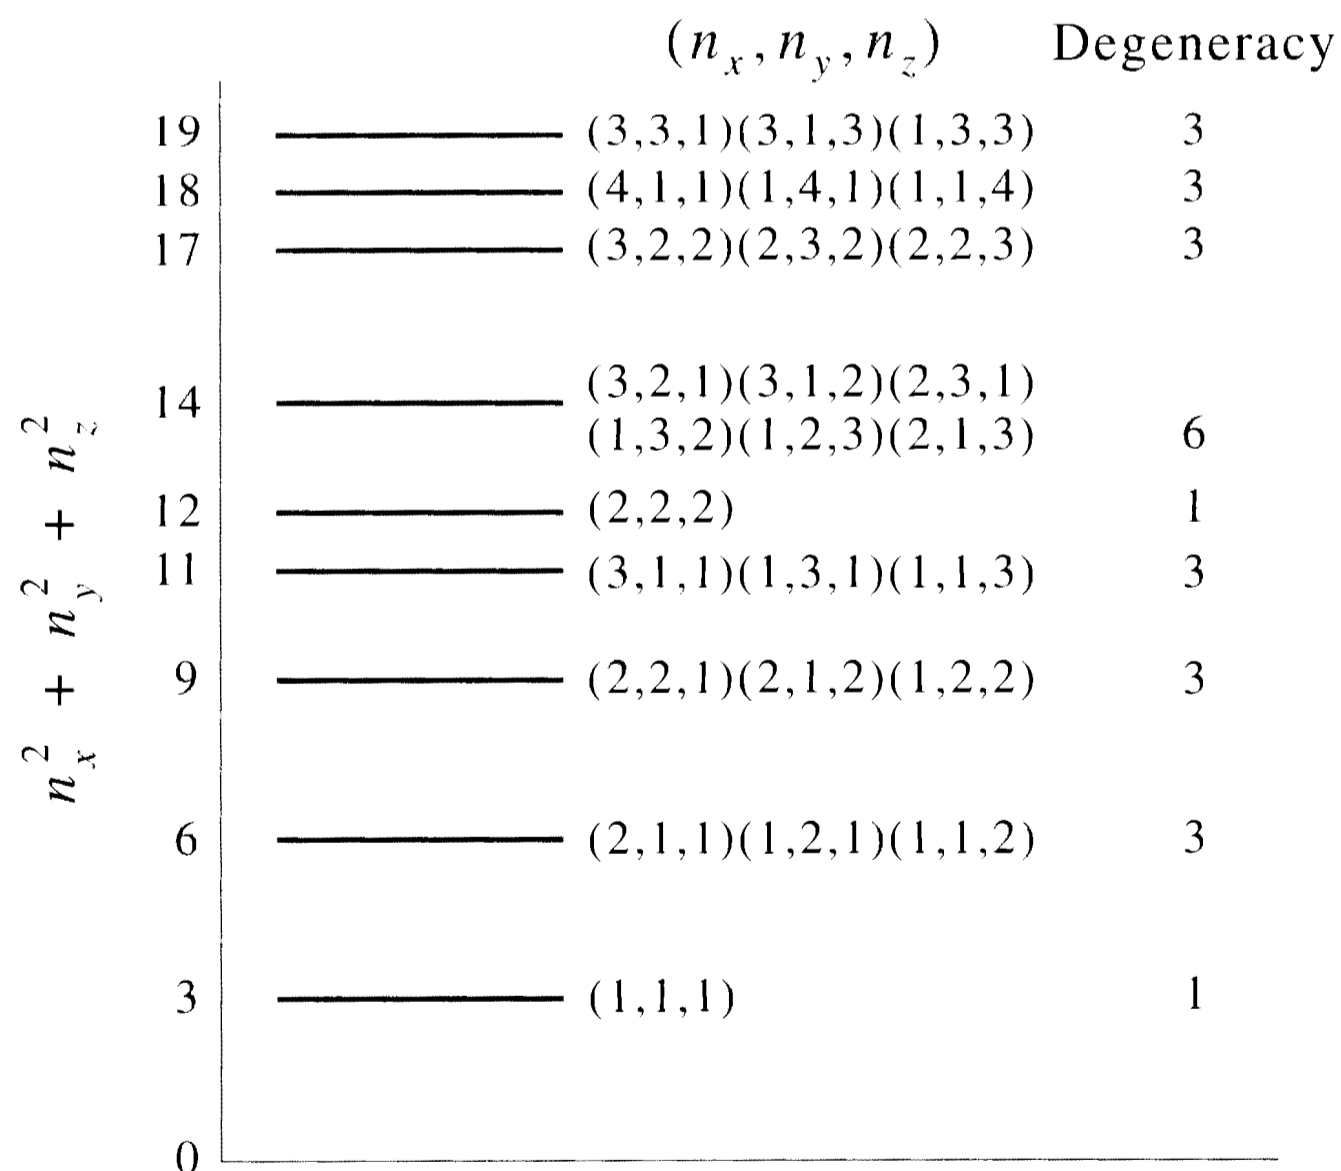 (n_x, n_y, n_z) Degeneracy
19 (3,3,1)(3,1,3)(1,3,3) 3
18 (4,1,1)(1,4,1)(1,1,4) 3
17 (3,2,2)(2,3,2)(2,2,3) 3
14 (3,2,1)(3,1,2)(2,3,1)
(1,3,2)(1,2,3)(2,1,3) 6
12 (2,2,2) 1
11 (3,1,1)(1,3,1)(1,1,3) 3
9 (2,2,1)(2,1,2)(1,2,2) 3
6 (2,1,1)(1,2,1)(1,1,2) 3
3 (1,1,1) 1
0
n_x^2 + n_y^2 + n_z^2